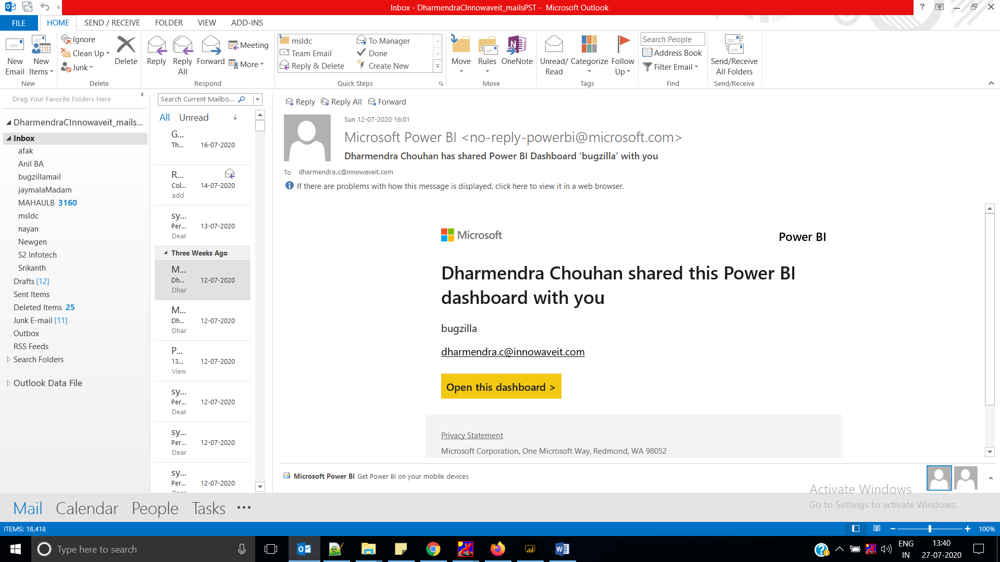 Inbox - DharmendraCInnowaveit_mailsPST - Microsoft Outlook
?
FILE HOME SEND / RECEIVE FOLDER VIEW ADD-INS
New Email
New Items
New
Ignore
Clean Up
Junk
Delete
Delete
Reply
Reply All
Forward
Meeting
More
Respond
msldc
Team Email
Reply & Delete
To Manager
Done
Create New
Quick Steps
Move
Rules
OneNote
Move
Unread/ Read
Categorize
Follow Up
Tags
Search People
Address Book
Filter Email
Find
Send/Receive All Folders
Send/Receive
Drag Your Favorite Folders Here
DharmendraCInnowaveit_mails...
Inbox
afak
Anil BA
bugzillamail
jaymalaMadam
MAHAULB 3160
msldc
nayan
Newgen
S2 Infotech
Srikanth
Drafts [12]
Sent Items
Deleted Items 25
Junk E-mail [11]
Outbox
RSS Feeds
Search Folders
Outlook Data File
Search Current Mailbo...
All Unread
G...
Th... 16-07-2020
R...
Col... 14-07-2020
add
sy...
Per... 13-07-2020
Dear
Three Weeks Ago
M...
Dh... 12-07-2020
Dhar
M...
Dh... 12-07-2020
Dhar
P...
13... 12-07-2020
View
sy...
Per... 12-07-2020
Dear
sy...
Per... 12-07-2020
Dear
sy...
Per... 12-07-2020
Dear
Reply Reply All Forward
Sun 12-07-2020 16:01
Microsoft Power BI <no-reply-powerbi@microsoft.com>
Dharmendra Chouhan has shared Power BI Dashboard ‘bugzilla’ with you
To dharmendra.c@innowaveit.com
If there are problems with how this message is displayed, click here to view it in a web browser.
Microsoft
Power BI
Dharmendra Chouhan shared this Power BI
dashboard with you
bugzilla
dharmendra.c@innowaveit.com
Open this dashboard >
Privacy Statement
Microsoft Corporation, One Microsoft Way, Redmond, WA 98052
Microsoft Power BI Get Power BI on your mobile devices
Activate Windows
Go to Settings to activate Windows.
Mail Calendar People Tasks •••
ITEMS: 18,418
100%
Type here to search
ENG
IN
13:40
27-07-2020